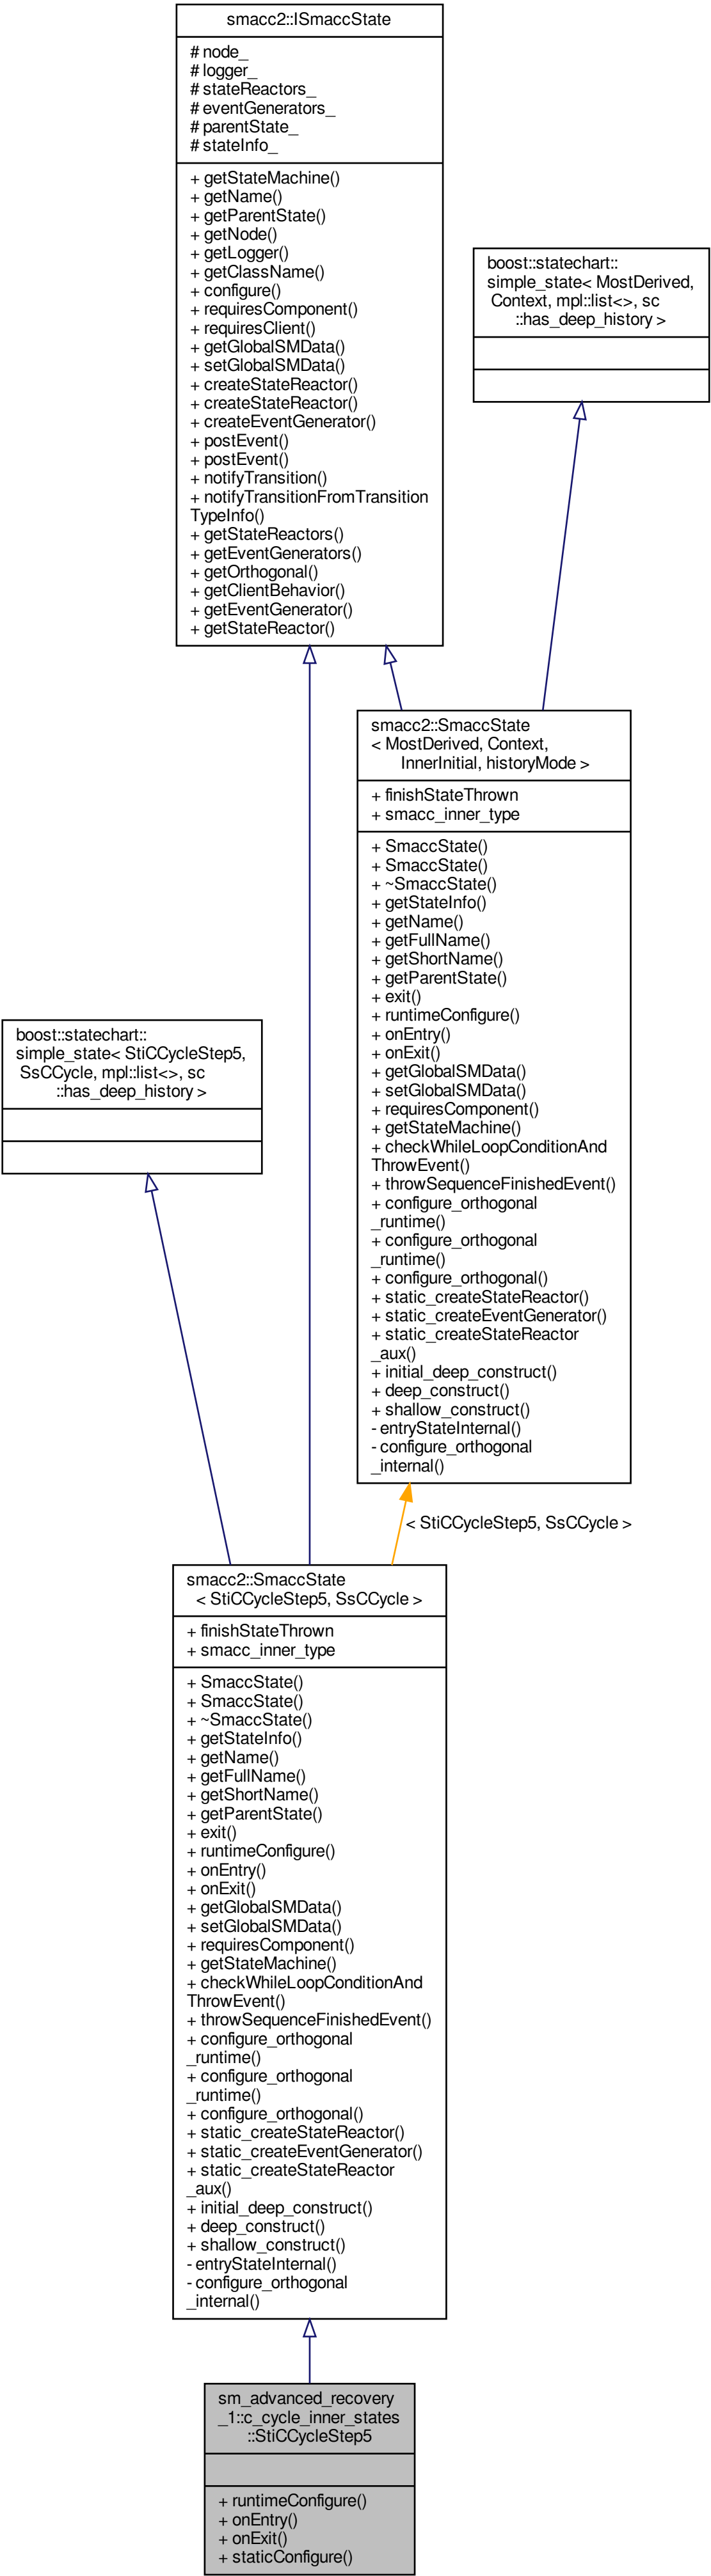 smacc2::ISmaccState
# node_
# logger_
# stateReactors_
# eventGenerators_
# parentState_
# stateInfo_
+ getStateMachine()
+ getName()
+ getParentState()
+ getNode()
+ getLogger()
+ getClassName()
+ configure()
+ requiresComponent()
+ requiresClient()
+ getGlobalSMData()
+ setGlobalSMData()
+ createStateReactor()
+ createStateReactor()
+ createEventGenerator()
+ postEvent()
+ postEvent()
+ notifyTransition()
+ notifyTransitionFromTransition
TypeInfo()
+ getStateReactors()
+ getEventGenerators()
+ getOrthogonal()
+ getClientBehavior()
+ getEventGenerator()
+ getStateReactor()
boost::statechart::
simple_state< MostDerived,
Context, mpl::list<>, sc
::has_deep_history >
smacc2::SmaccState
< MostDerived, Context,
InnerInitial, historyMode >
+ finishStateThrown
+ smacc_inner_type
+ SmaccState()
+ SmaccState()
+ ~SmaccState()
+ getStateInfo()
+ getName()
+ getFullName()
+ getShortName()
+ getParentState()
+ exit()
+ runtimeConfigure()
+ onEntry()
+ onExit()
+ getGlobalSMData()
+ setGlobalSMData()
+ requiresComponent()
+ getStateMachine()
+ checkWhileLoopConditionAnd
ThrowEvent()
+ throwSequenceFinishedEvent()
+ configure_orthogonal
_runtime()
+ configure_orthogonal
_runtime()
+ configure_orthogonal()
+ static_createStateReactor()
+ static_createEventGenerator()
+ static_createStateReactor
_aux()
+ initial_deep_construct()
+ deep_construct()
+ shallow_construct()
- entryStateInternal()
- configure_orthogonal
_internal()
boost::statechart::
simple_state< StiCCycleStep5,
SsCCycle, mpl::list<>, sc
::has_deep_history >
< StiCCycleStep5, SsCCycle >
smacc2::SmaccState
< StiCCycleStep5, SsCCycle >
+ finishStateThrown
+ smacc_inner_type
+ SmaccState()
+ SmaccState()
+ ~SmaccState()
+ getStateInfo()
+ getName()
+ getFullName()
+ getShortName()
+ getParentState()
+ exit()
+ runtimeConfigure()
+ onEntry()
+ onExit()
+ getGlobalSMData()
+ setGlobalSMData()
+ requiresComponent()
+ getStateMachine()
+ checkWhileLoopConditionAnd
ThrowEvent()
+ throwSequenceFinishedEvent()
+ configure_orthogonal
_runtime()
+ configure_orthogonal
_runtime()
+ configure_orthogonal()
+ static_createStateReactor()
+ static_createEventGenerator()
+ static_createStateReactor
_aux()
+ initial_deep_construct()
+ deep_construct()
+ shallow_construct()
- entryStateInternal()
- configure_orthogonal
_internal()
sm_advanced_recovery
_1::c_cycle_inner_states
::StiCCycleStep5
+ runtimeConfigure()
+ onEntry()
+ onExit()
+ staticConfigure()